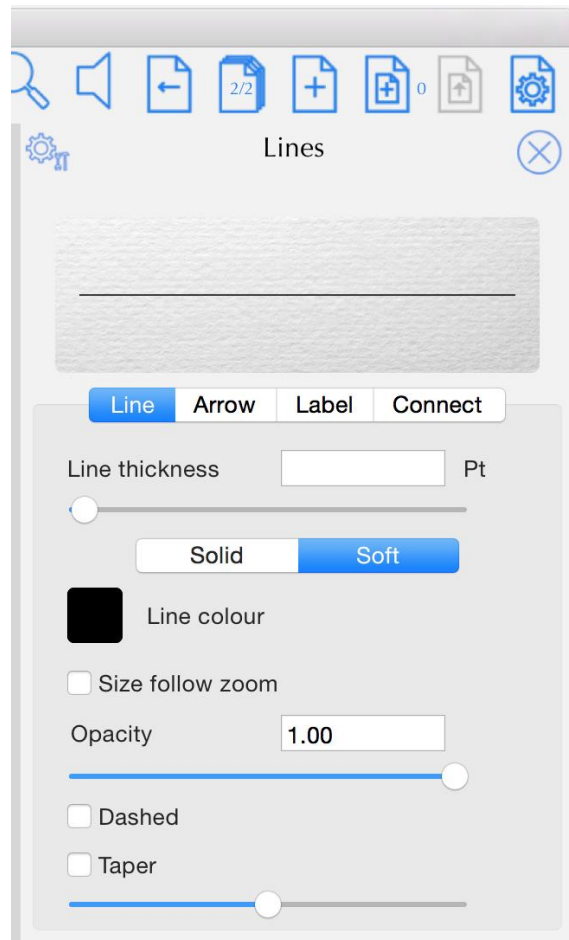 2/2
0
Lines
Line Arrow Label Connect
Line thickness Pt
Solid Soft
Line colour
Size follow zoom
Opacity 1.00
Dashed
Taper